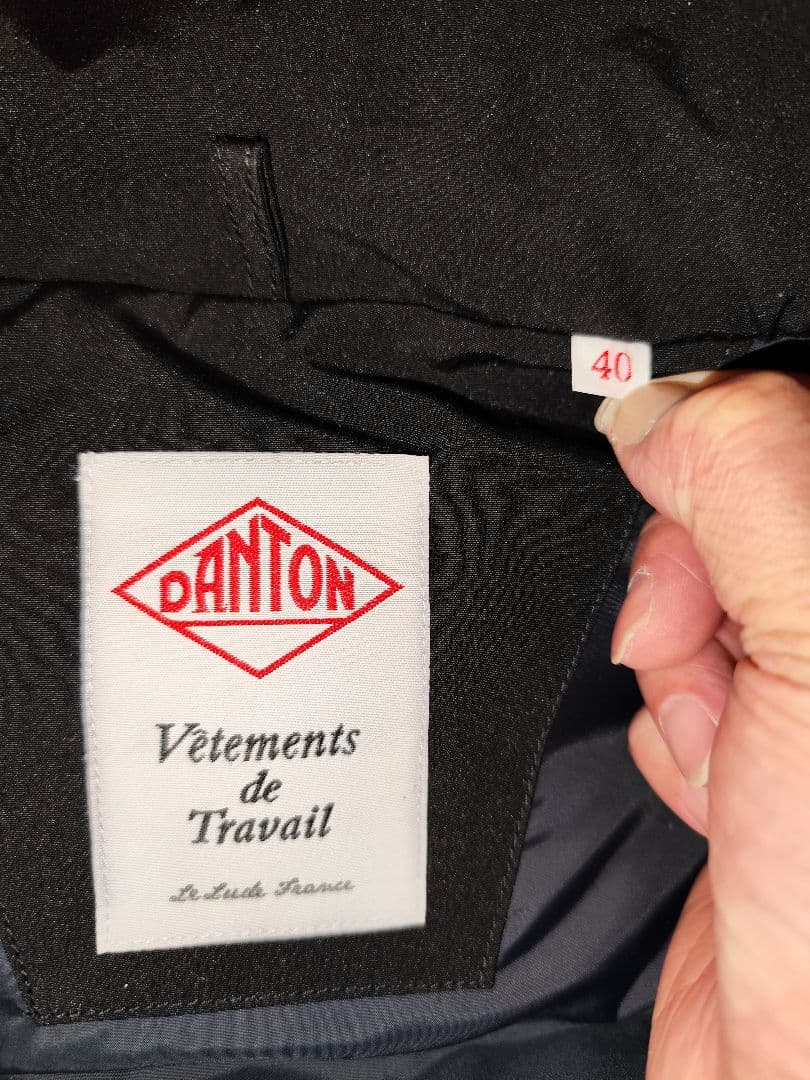 40
DANTON
Vêtements
de
Travail
Le Lude France